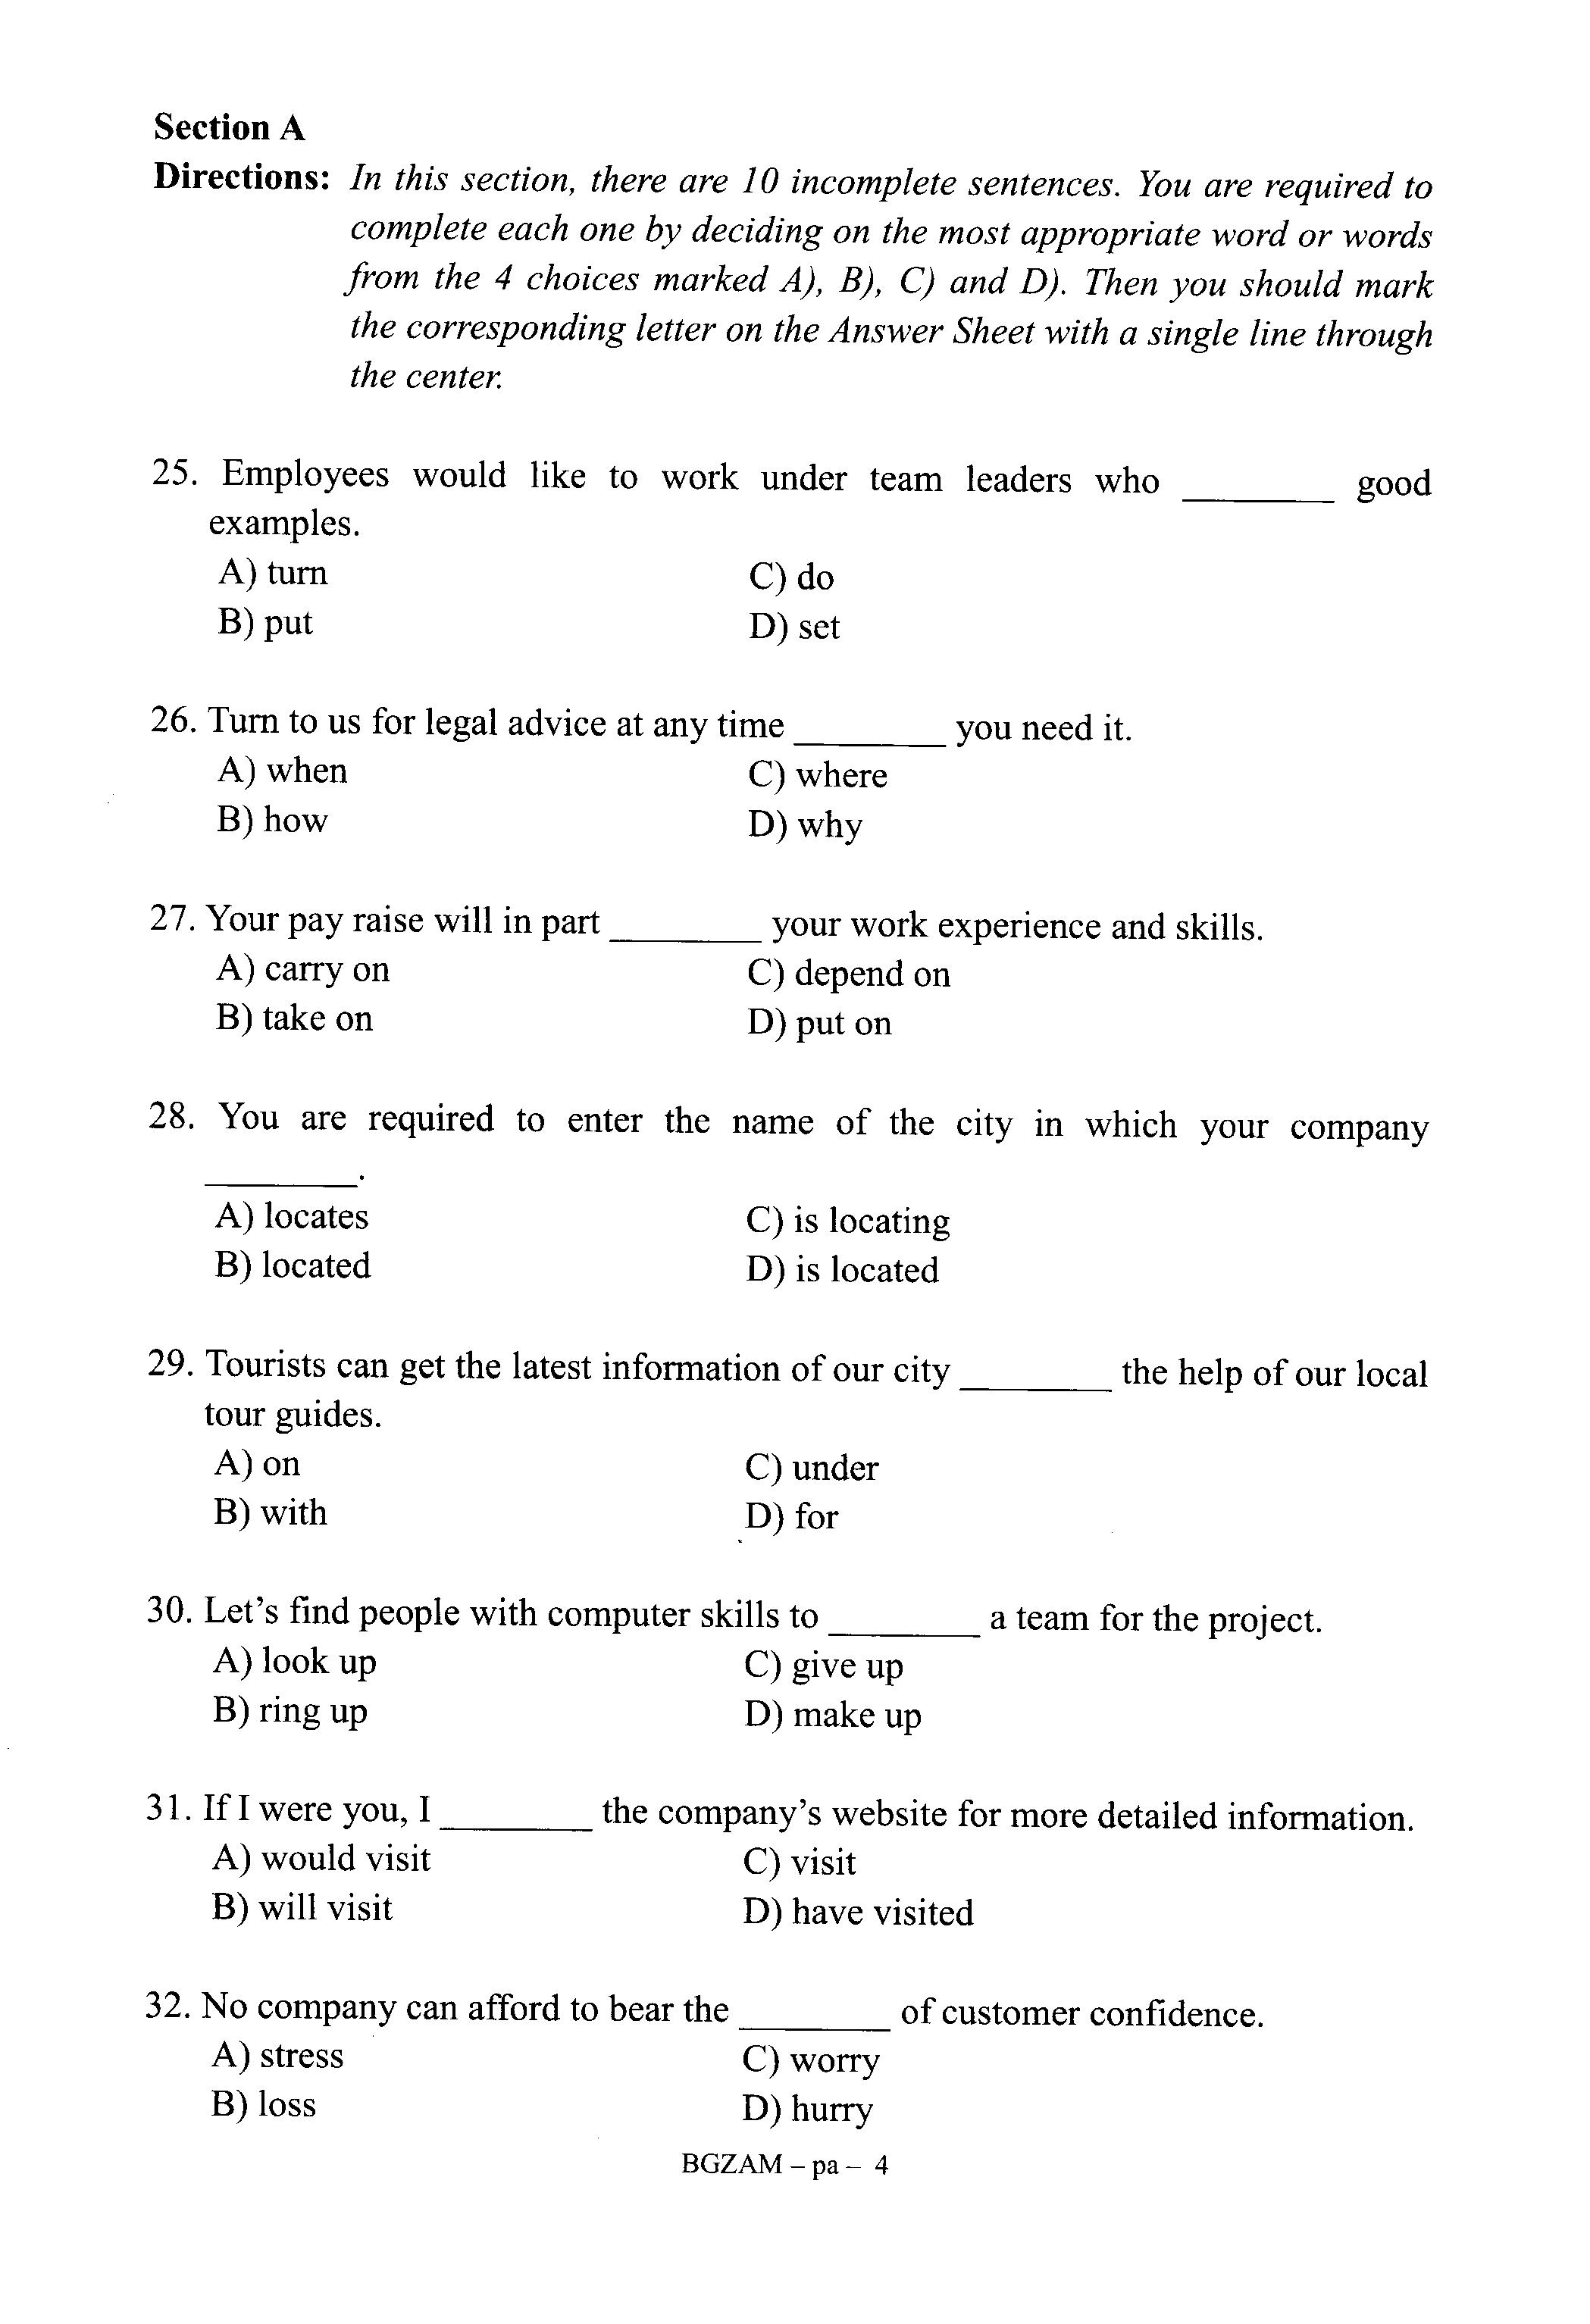 Section A
Directions: In this section, there are 10 incomplete sentences. You are required to
complete each one by deciding on the most appropriate word or words
from the 4 choices marked A), B), C) and D). Then you should mark
the corresponding letter on the Answer Sheet with a single line through
the center.
25. Employees would like to work under team leaders who ________ good
examples.
A) turn C) do
B) put D) set
26. Turn to us for legal advice at any time ________ you need it.
A) when C) where
B) how D) why
27. Your pay raise will in part ________ your work experience and skills.
A) carry on C) depend on
B) take on D) put on
28. You are required to enter the name of the city in which your company
________.
A) locates C) is locating
B) located D) is located
29. Tourists can get the latest information of our city ________ the help of our local
tour guides.
A) on C) under
B) with D) for
30. Let's find people with computer skills to ________ a team for the project.
A) look up C) give up
B) ring up D) make up
31. If I were you, I ________ the company's website for more detailed information.
A) would visit C) visit
B) will visit D) have visited
32. No company can afford to bear the ________ of customer confidence.
A) stress C) worry
B) loss D) hurry
BGZAM – pa – 4